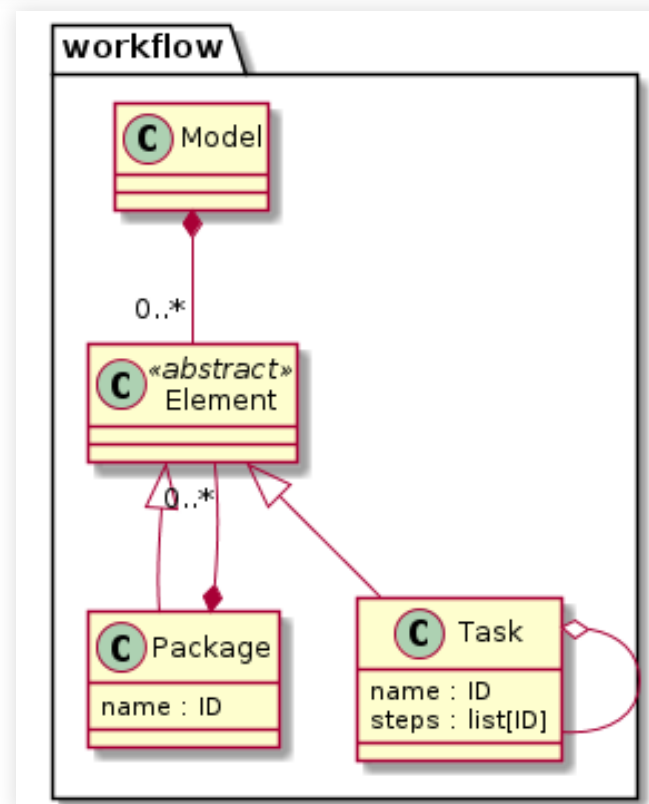 workflow
C Model
0..*
C «abstract»
Element
0..*
C Package
name : ID
C Task
name : ID
steps : list[ID]